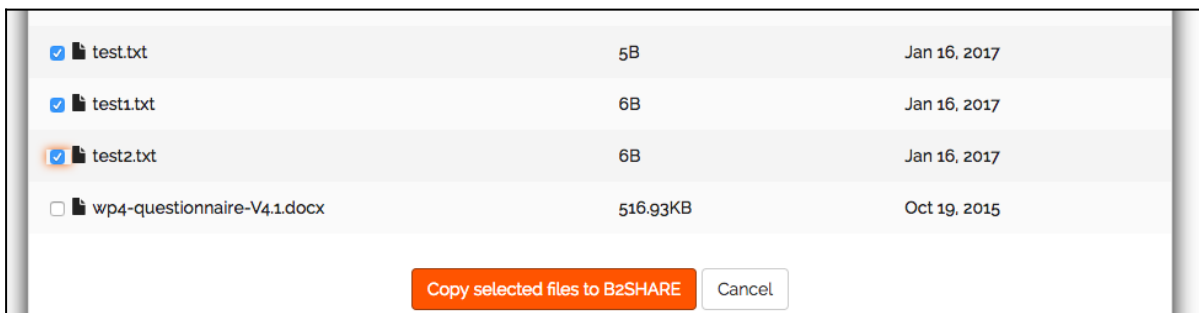 test.txt 5B Jan 16, 2017
test1.txt 6B Jan 16, 2017
test2.txt 6B Jan 16, 2017
wp4-questionnaire-V4.1.docx 516.93KB Oct 19, 2015
Copy selected files to B2SHARE Cancel